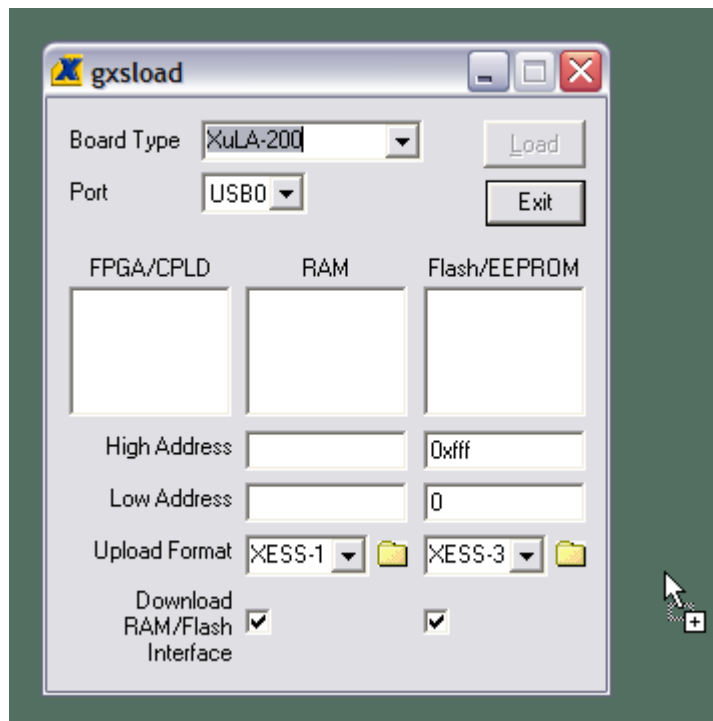 gxsload
Board Type XuLA-200 Load
Port USB0 Exit
FPGA/CPLD RAM Flash/EEPROM
High Address 0xfff
Low Address 0
Upload Format XESS-1 XESS-3
Download
RAM/Flash
Interface